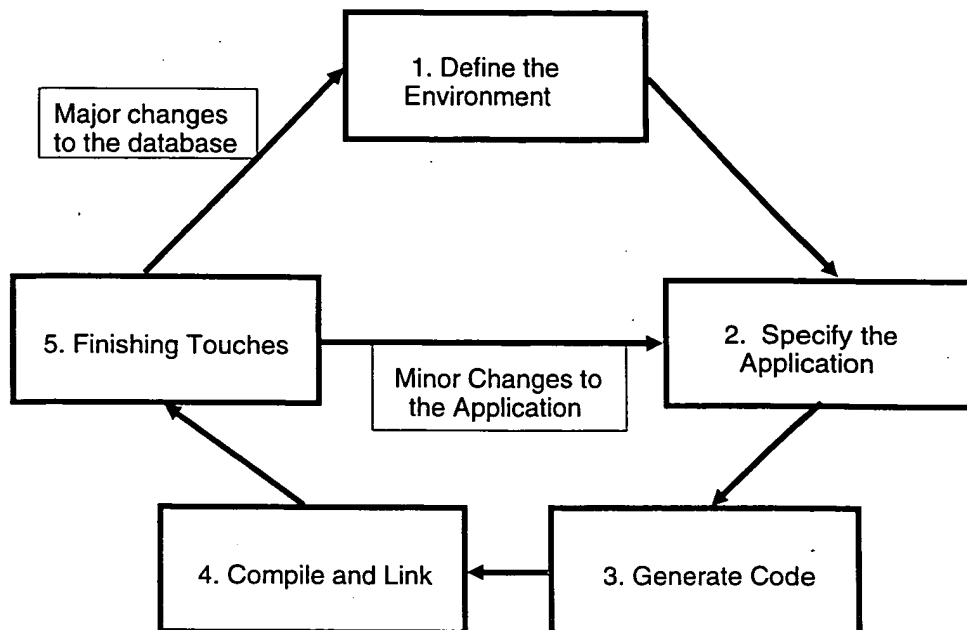 1. Define the
Environment
Major changes
to the database
5. Finishing Touches
2. Specify the
Application
Minor Changes to
the Application
4. Compile and Link
3. Generate Code